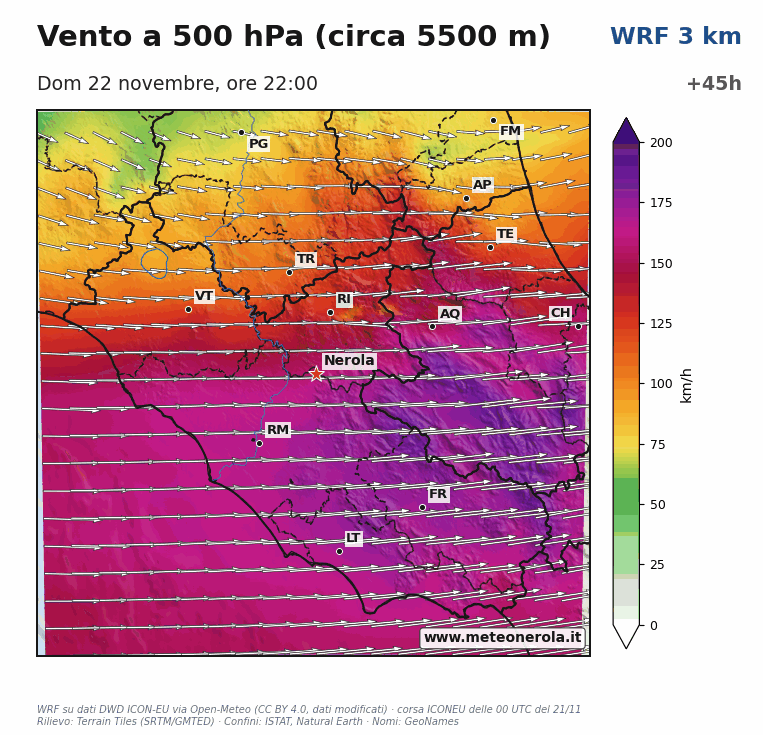 Vento a 500 hPa (circa 5500 m)
WRF 3 km
Dom 22 novembre, ore 22:00
+45h
PG
FM
AP
TE
TR
VT
RI
AQ
CH
Nerola
RM
FR
LT
www.meteonerola.it
200
175
150
125
100
75
50
25
0
km/h
WRF su dati DWD ICON-EU via Open-Meteo (CC BY 4.0, dati modificati) · corsa ICONEU delle 00 UTC del 21/11
Rilievo: Terrain Tiles (SRTM/GMTED) · Confini: ISTAT, Natural Earth · Nomi: GeoNames